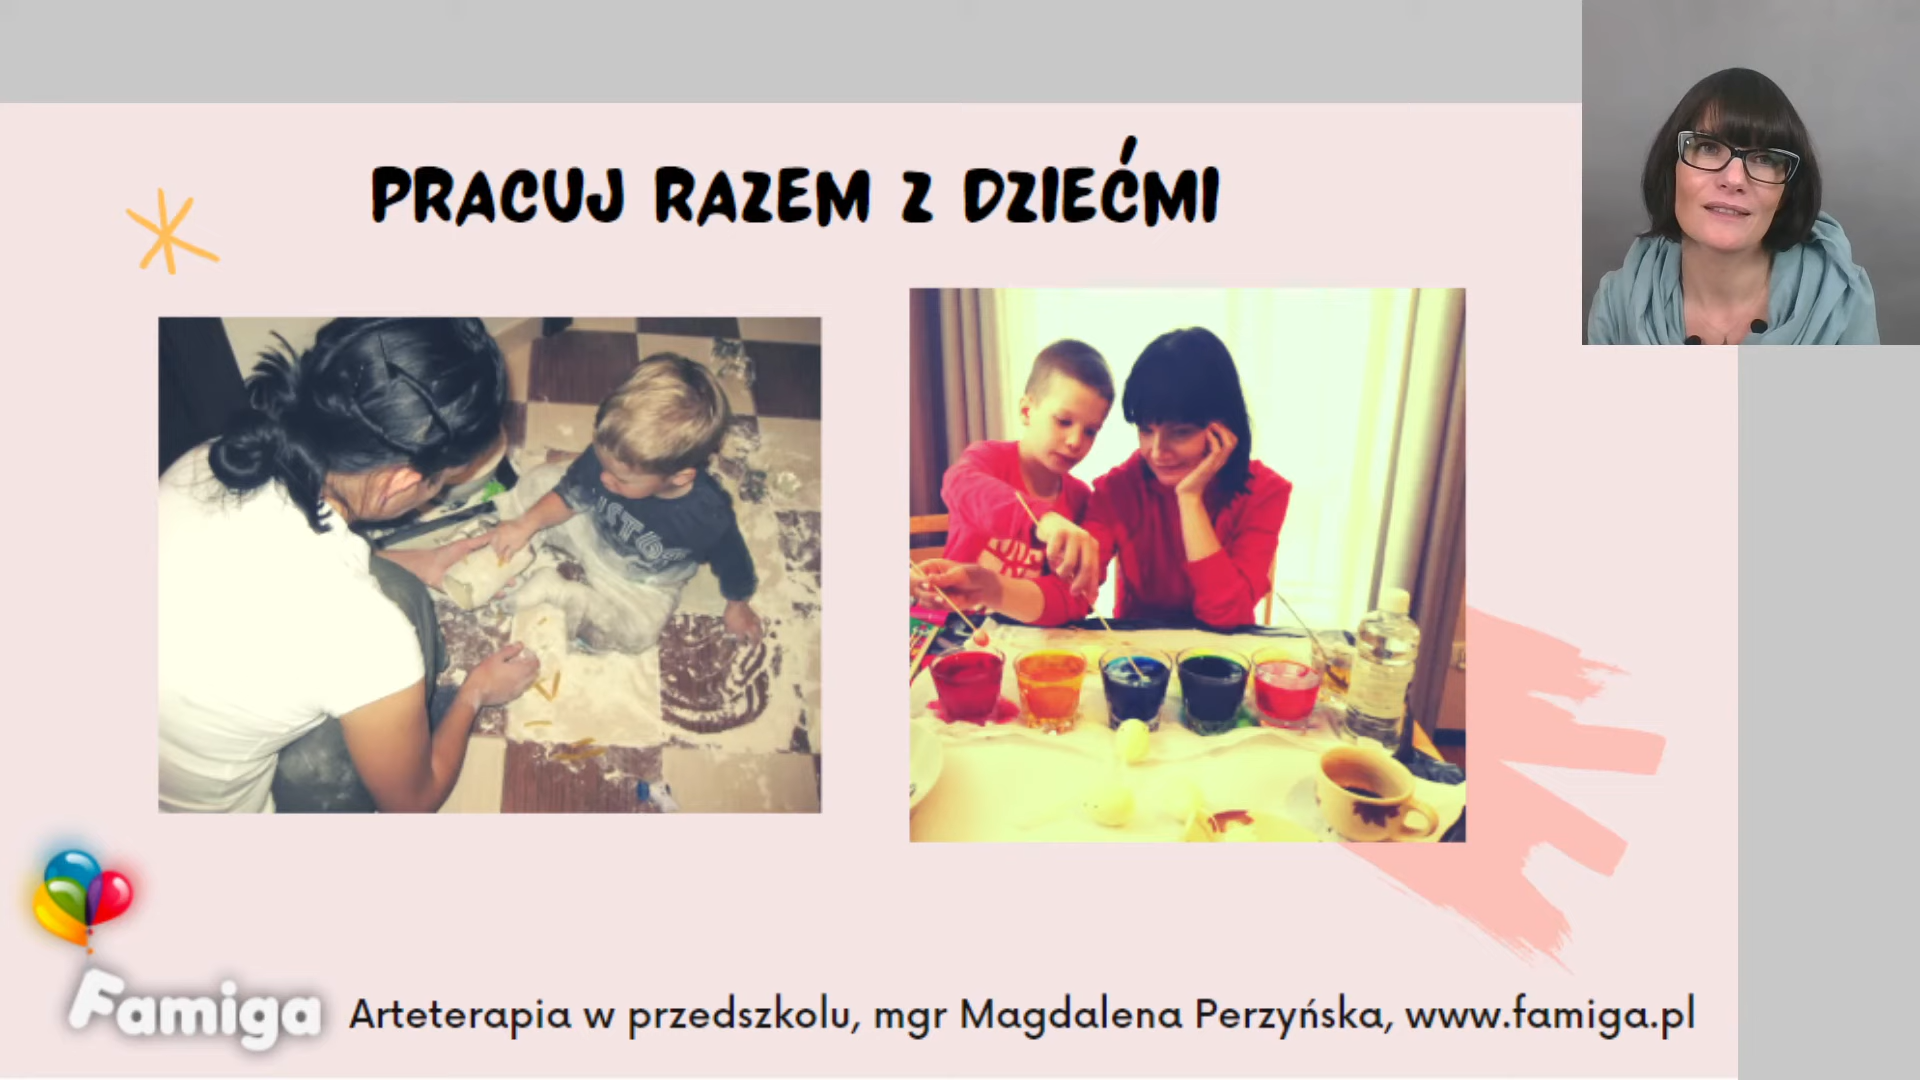 PRACUJ RAZEM Z DZIEĆMI
Famiga
Arteterapia w przedszkolu, mgr Magdalena Perzyńska, www.famiga.pl